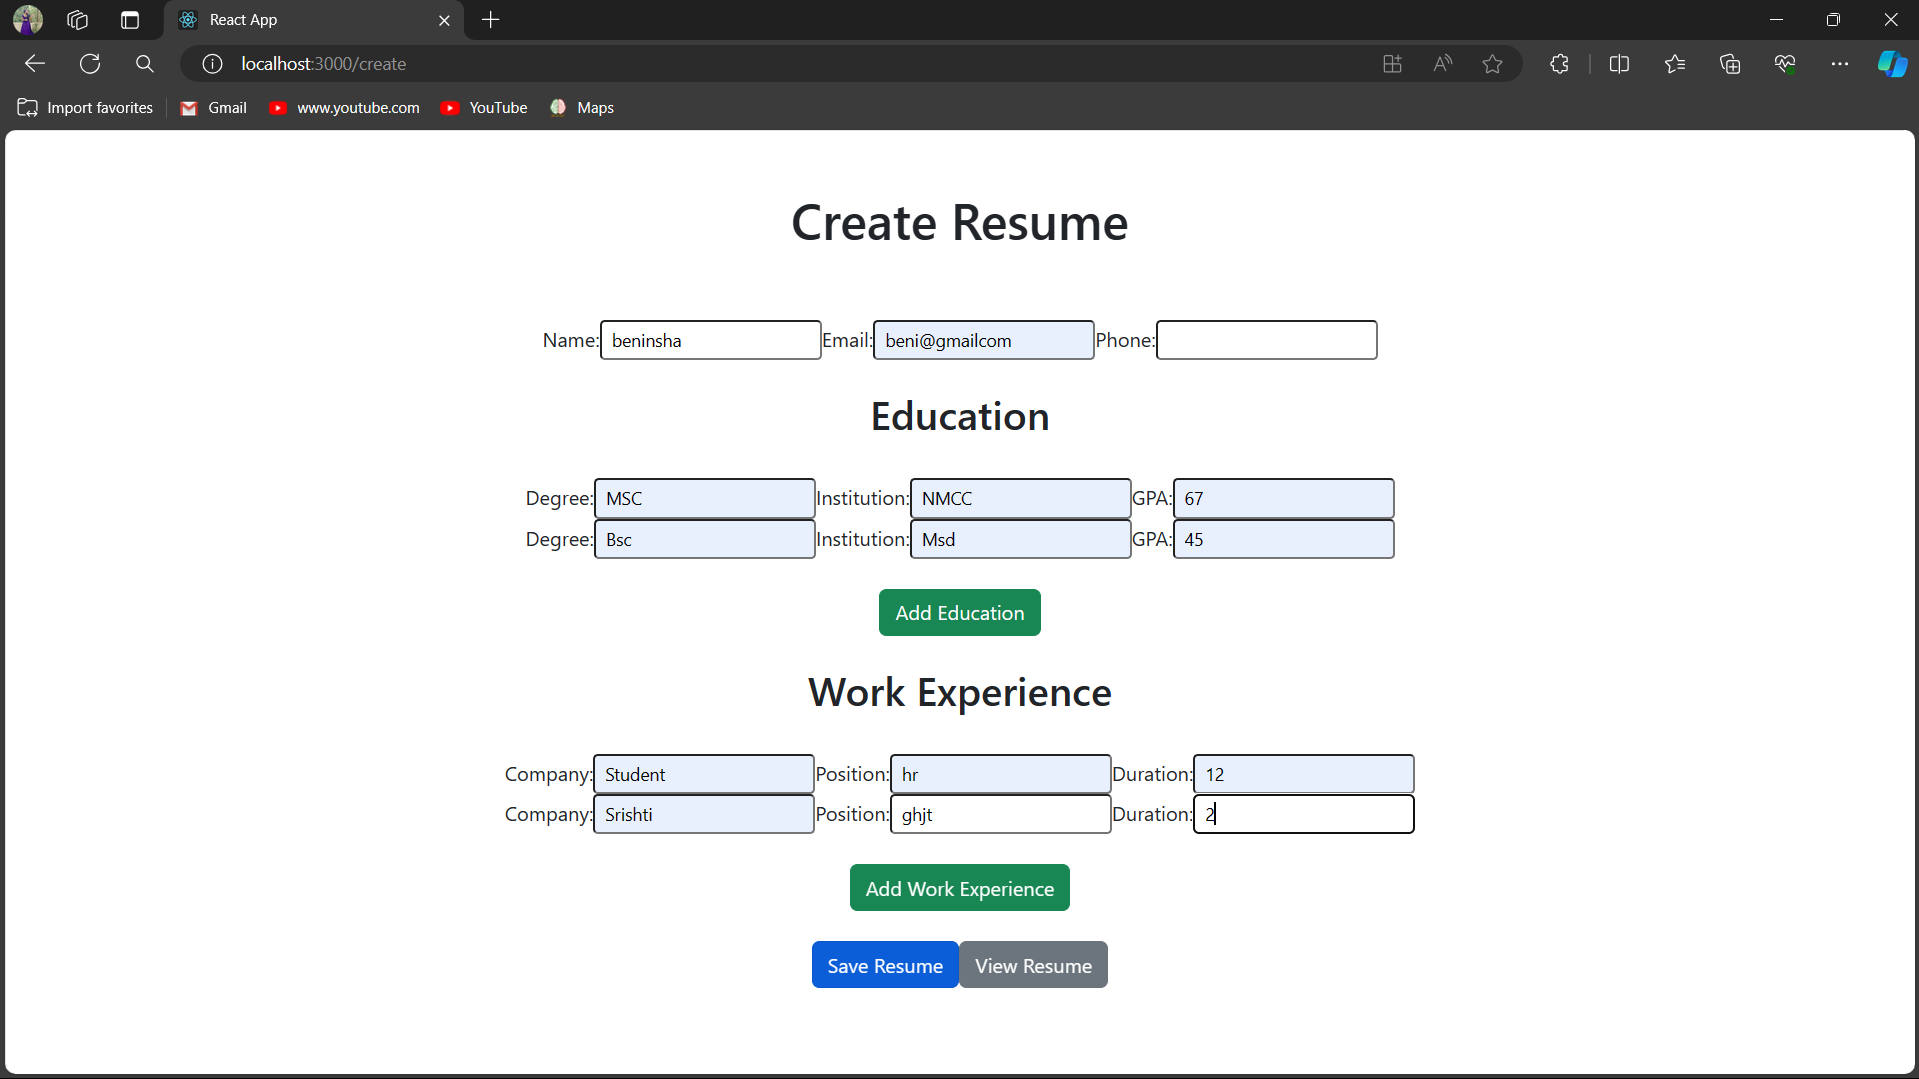 React App
localhost:3000/create
Import favorites Gmail www.youtube.com YouTube Maps
Create Resume
Name: beninsha Email: beni@gmailcom Phone:
Education
Degree: MSC Institution: NMCC GPA: 67
Degree: Bsc Institution: Msd GPA: 45
Add Education
Work Experience
Company: Student Position: hr Duration: 12
Company: Srishti Position: ghjt Duration: 2
Add Work Experience
Save Resume View Resume